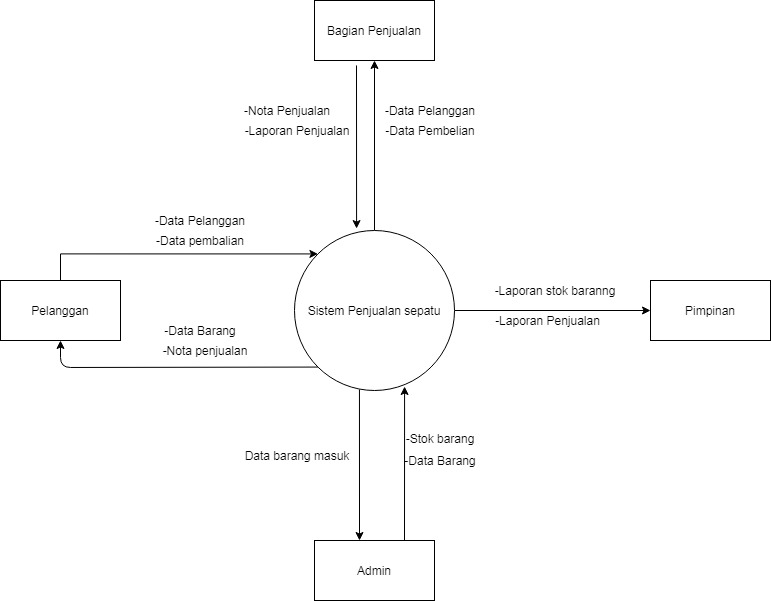 Bagian Penjualan
-Nota Penjualan
-Laporan Penjualan
-Data Pelanggan
-Data Pembelian
-Data Pelanggan
-Data pembalian
Pelanggan
Sistem Penjualan sepatu
-Laporan stok baranng
-Laporan Penjualan
Pimpinan
-Data Barang
-Nota penjualan
Data barang masuk
-Stok barang
-Data Barang
Admin